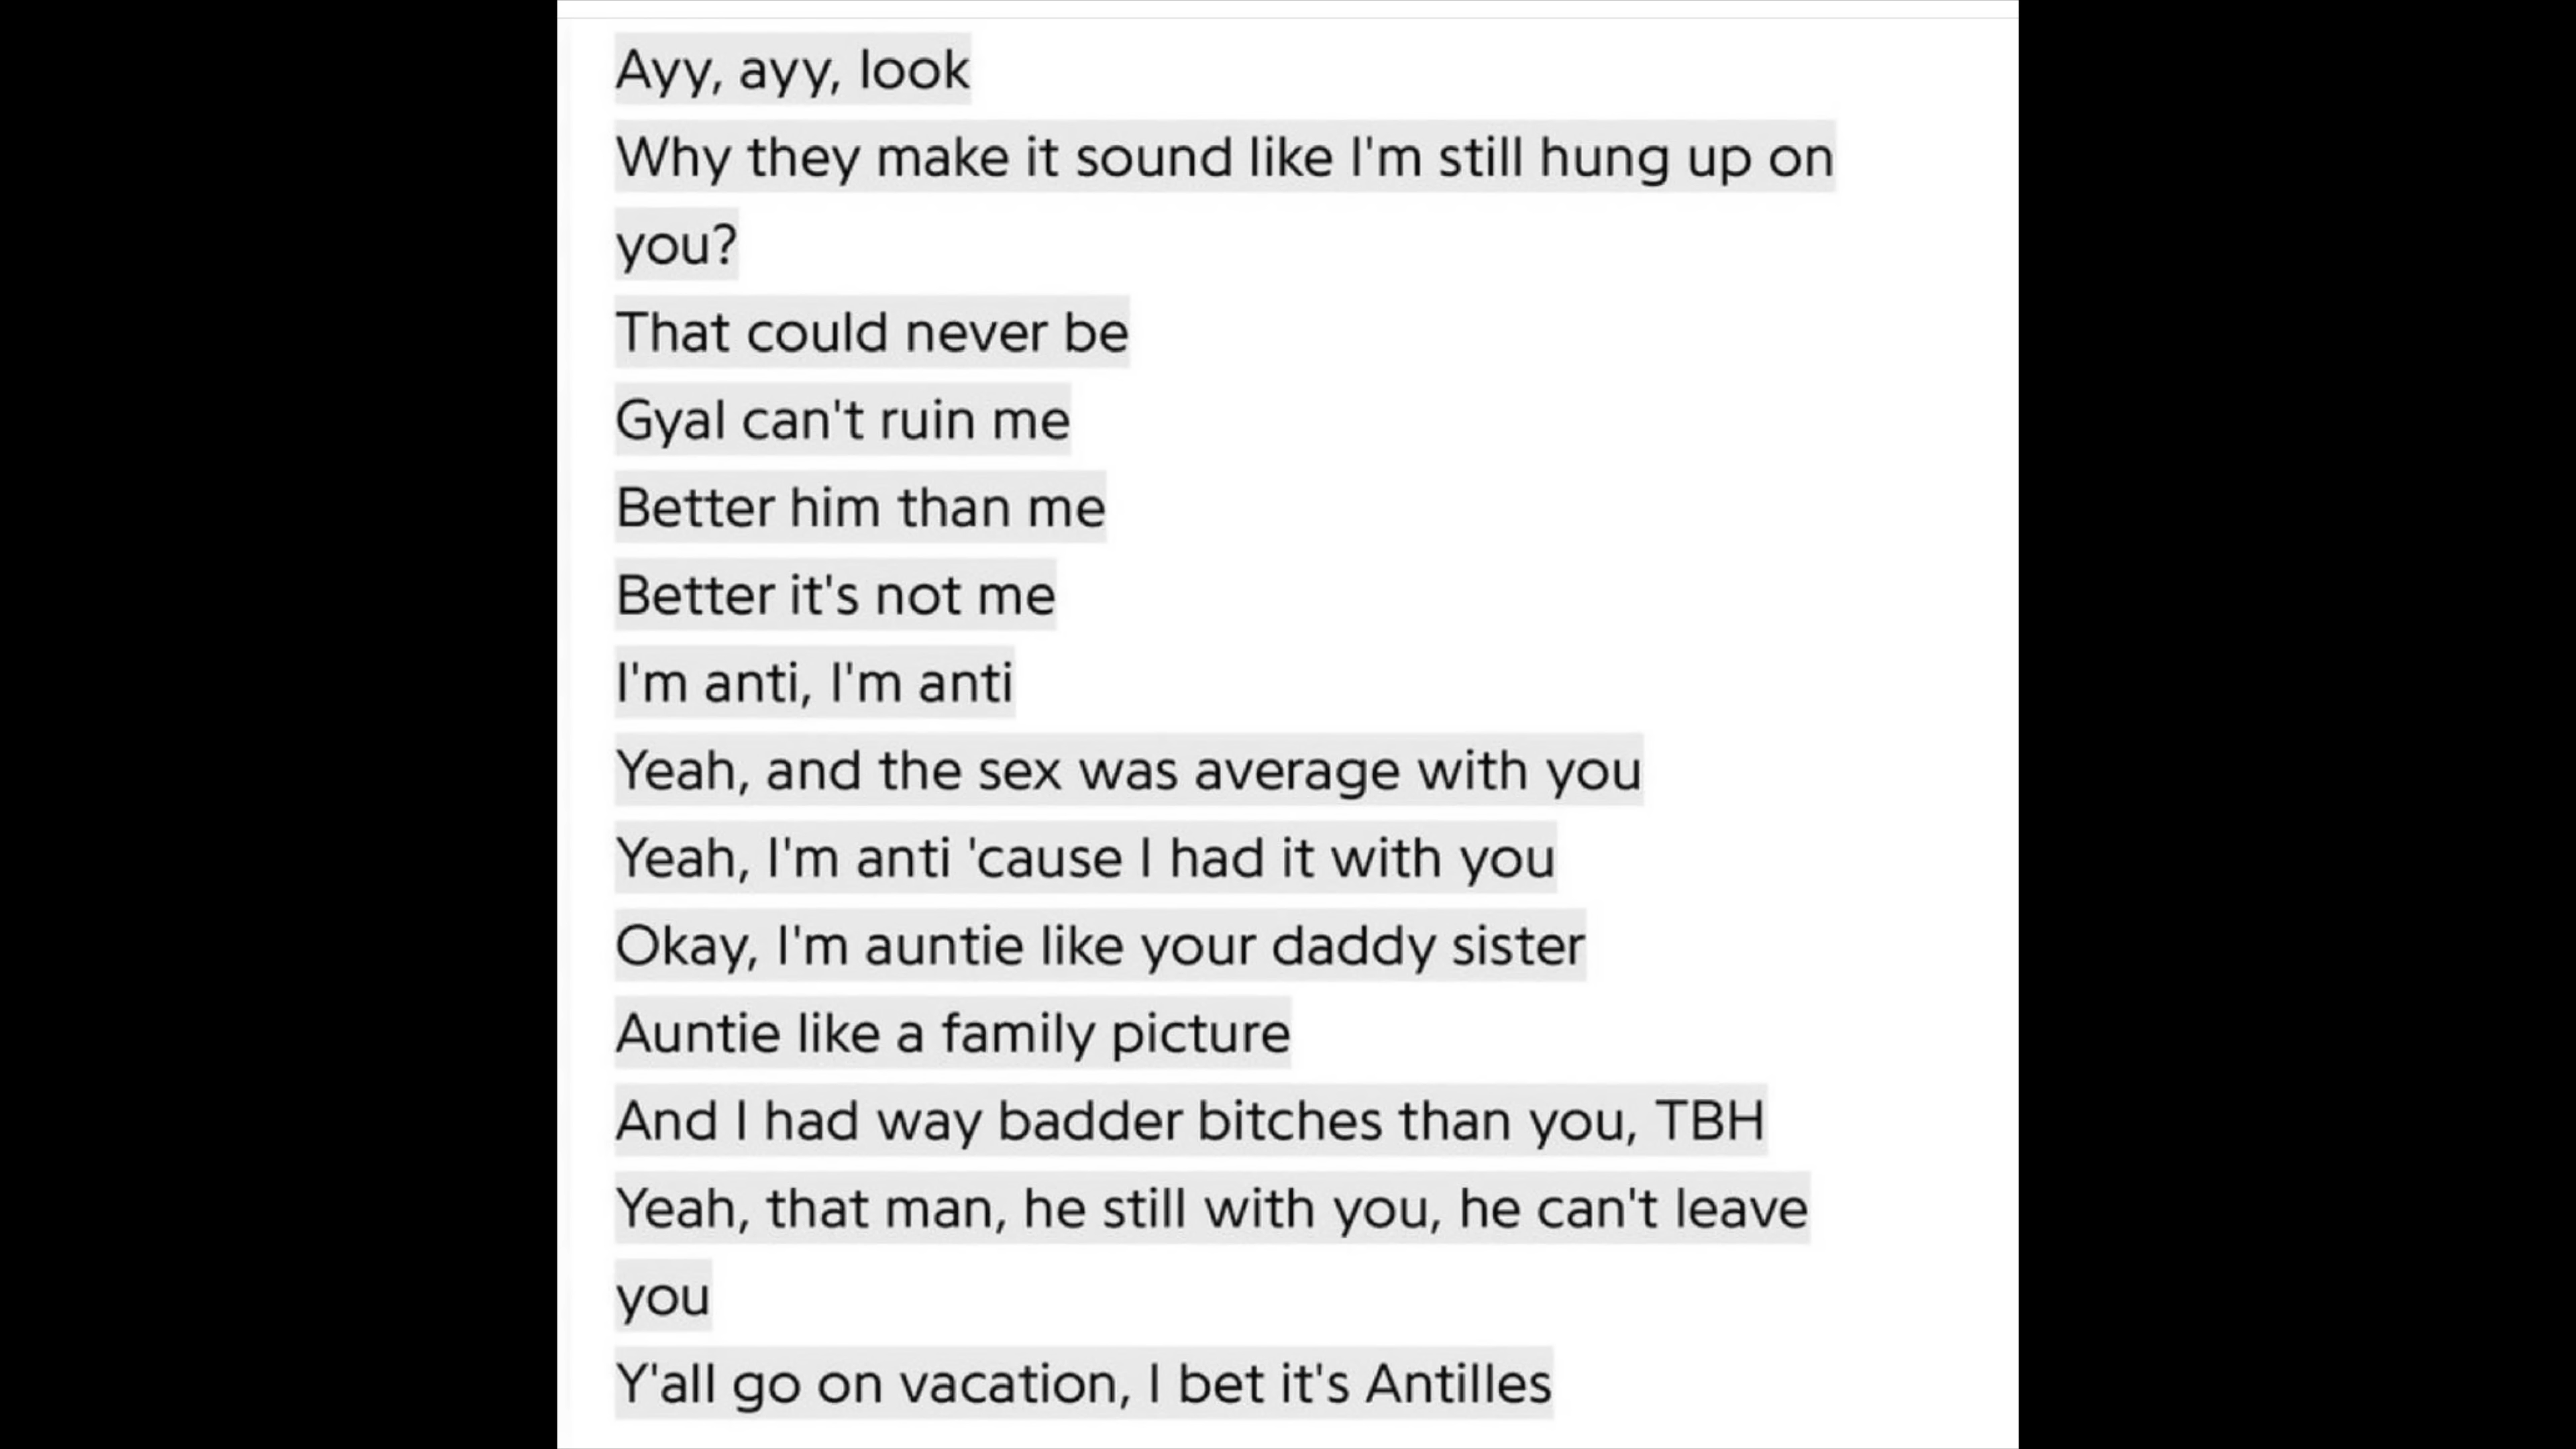 Ayy, ayy, look
Why they make it sound like I'm still hung up on
you?
That could never be
Gyal can't ruin me
Better him than me
Better it's not me
I'm anti, I'm anti
Yeah, and the sex was average with you
Yeah, I'm anti 'cause I had it with you
Okay, I'm auntie like your daddy sister
Auntie like a family picture
And I had way badder bitches than you, TBH
Yeah, that man, he still with you, he can't leave
you
Y'all go on vacation, I bet it's Antilles